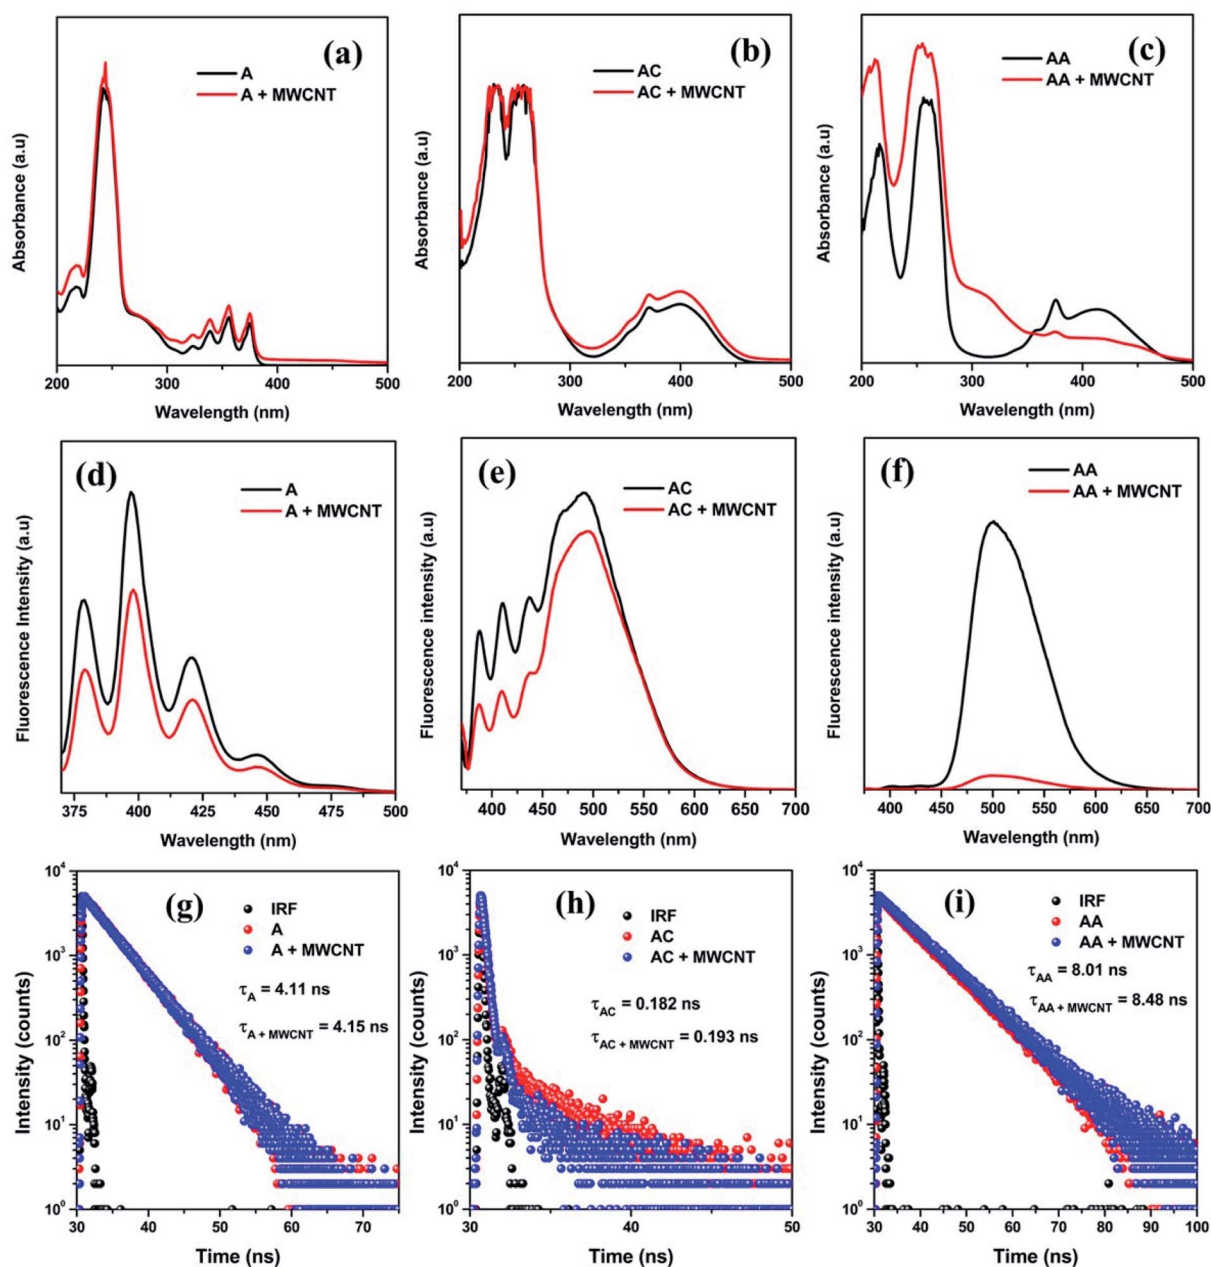 (a)
A
A + MWCNT
Absorbance (a.u)
200 300 400 500
Wavelength (nm)
(b)
AC
AC + MWCNT
Absorbance (a.u)
200 300 400 500
Wavelength (nm)
(c)
AA
AA + MWCNT
Absorbance (a.u)
200 300 400 500
Wavelength (nm)
(d)
A
A + MWCNT
Fluorescence Intensity (a.u)
375 400 425 450 475 500
Wavelength (nm)
(e)
AC
AC + MWCNT
Fluorescence intensity (a.u)
400 450 500 550 600 650 700
Wavelength (nm)
(f)
AA
AA + MWCNT
Fluorescence intensity (a.u)
400 450 500 550 600 650 700
Wavelength (nm)
(g)
IRF
A
A + MWCNT
τA = 4.11 ns
τA + MWCNT = 4.15 ns
Intensity (counts)
10⁴
10³
10²
10¹
10⁰
30 40 50 60 70
Time (ns)
(h)
IRF
AC
AC + MWCNT
τAC = 0.182 ns
τAC + MWCNT = 0.193 ns
Intensity (counts)
10⁴
10³
10²
10¹
10⁰
30 40 50
Time (ns)
(i)
IRF
AA
AA + MWCNT
τAA = 8.01 ns
τAA + MWCNT = 8.48 ns
Intensity (counts)
10⁴
10³
10²
10¹
10⁰
30 40 50 60 70 80 90 100
Time (ns)